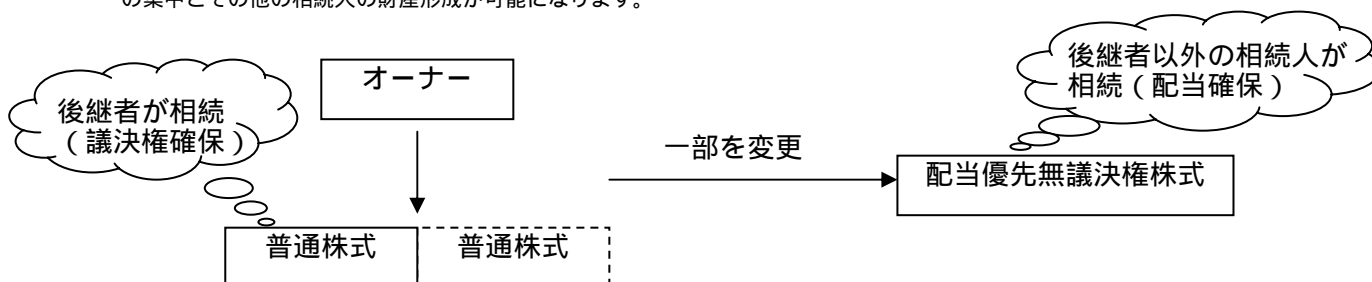 の集中とその他の相続人の財産形成が可能になります。
後継者が相続
（議決権確保）
オーナー
後継者以外の相続人が
相続（配当確保）
一部を変更
配当優先無議決権株式
普通株式
普通株式